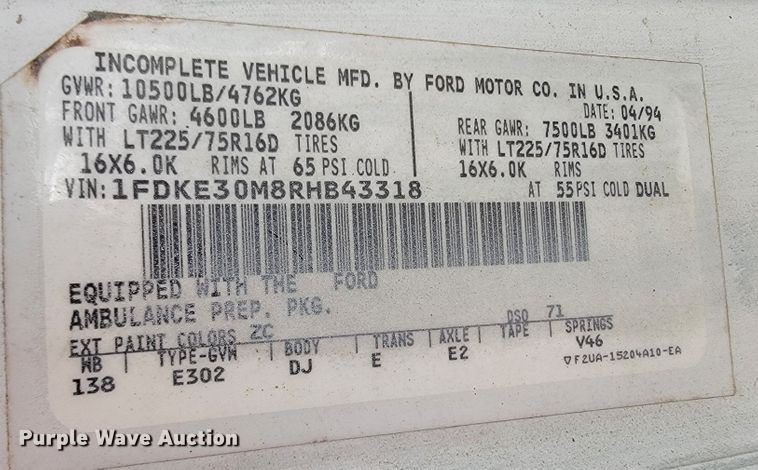 INCOMPLETE VEHICLE MFD. BY FORD MOTOR CO. IN U.S.A.
GVWR: 10500LB/4762KG
DATE: 04/94
FRONT GAWR: 4600LB 2086KG
REAR GAWR: 7500LB 3401KG
WITH LT225/75R16D TIRES
WITH LT225/75R16D TIRES
16X6.0K RIMS AT 65 PSI COLD
16X6.0K RIMS
VIN: 1FDKE30M8RHB43318
AT 55 PSI COLD DUAL
EQUIPPED WITH THE FORD
AMBULANCE PREP. PKG.
DSO 71
EXT PAINT COLORS ZC
WB TYPE-GVW BODY TRANS AXLE TAPE SPRINGS
138 E302 DJ E E2 V46
F2UA-15204A10-EA
Purple Wave Auction